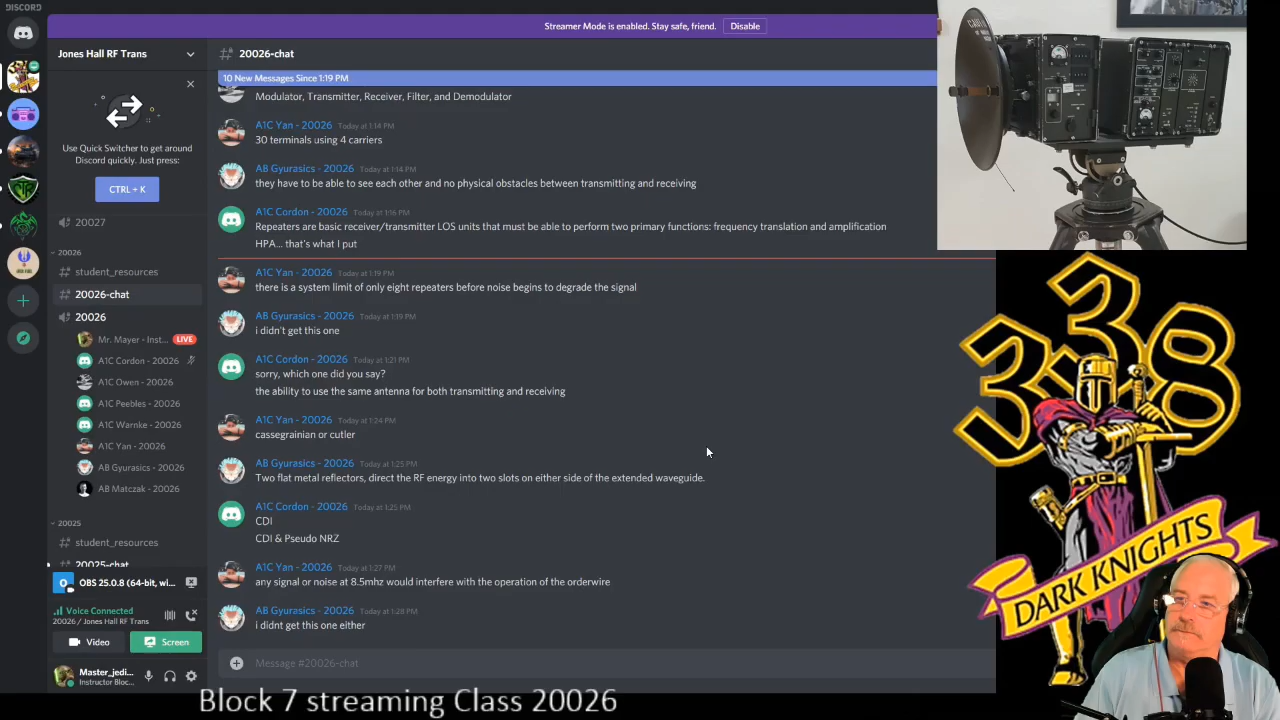 DISCORD
Streamer Mode is enabled. Stay safe, friend. Disable
Jones Hall RF Trans
Use Quick Switcher to get around
Discord quickly. Just press:
CTRL + K
20027
20026
student_resources
20026-chat
20026
Mr. Mayer - Inst... LIVE
A1C Cordon - 20026
A1C Owen - 20026
A1C Peebles - 20026
A1C Warnke - 20026
A1C Yan - 20026
AB Gyurasics - 20026
AB Matczak - 20026
20025
student_resources
20025-chat
OBS 25.0.8 (64-bit, wi...
Voice Connected
20026 / Jones Hall RF Trans
Video Screen
Master_jedi...
Instructor Bloc...
# 20026-chat
10 New Messages Since 1:19 PM
Modulator, Transmitter, Receiver, Filter, and Demodulator
A1C Yan - 20026 Today at 1:14 PM
30 terminals using 4 carriers
AB Gyurasics - 20026 Today at 1:14 PM
they have to be able to see each other and no physical obstacles between transmitting and receiving
A1C Cordon - 20026 Today at 1:16 PM
Repeaters are basic receiver/transmitter LOS units that must be able to perform two primary functions: frequency translation and amplification
HPA... that's what I put
A1C Yan - 20026 Today at 1:19 PM
there is a system limit of only eight repeaters before noise begins to degrade the signal
AB Gyurasics - 20026 Today at 1:19 PM
i didn't get this one
A1C Cordon - 20026 Today at 1:21 PM
sorry, which one did you say?
the ability to use the same antenna for both transmitting and receiving
A1C Yan - 20026 Today at 1:24 PM
cassegrainian or cutler
AB Gyurasics - 20026 Today at 1:25 PM
Two flat metal reflectors, direct the RF energy into two slots on either side of the extended waveguide.
A1C Cordon - 20026 Today at 1:25 PM
CDI
CDI & Pseudo NRZ
A1C Yan - 20026 Today at 1:27 PM
any signal or noise at 8.5mhz would interfere with the operation of the orderwire
AB Gyurasics - 20026 Today at 1:28 PM
i didnt get this one either
Message #20026-chat
338
DARK KNIGHTS
Block 7 streaming Class 20026